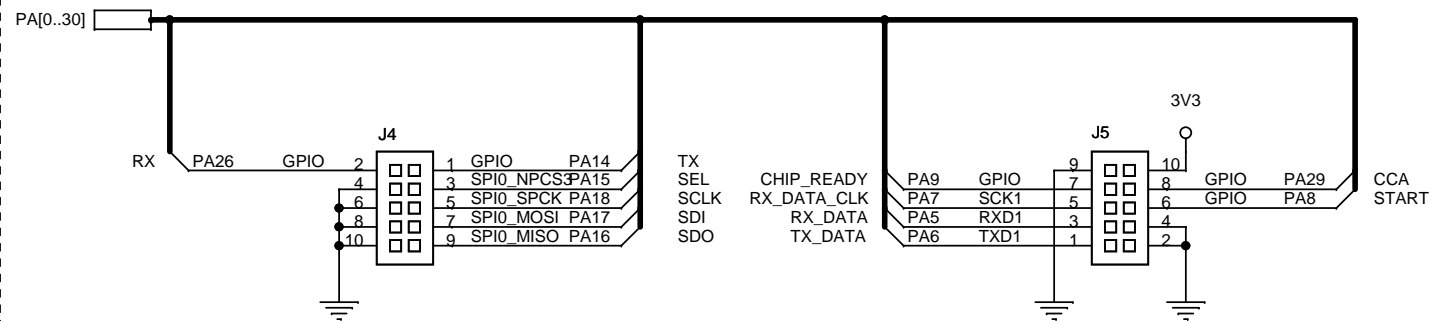 PA[0..30]
3V3
J4 J5
RX PA26 GPIO 2 1 GPIO PA14 TX 9 10
4 3 SPI0_NPCS3 PA15 SEL CHIP_READY PA9 GPIO 7 8 GPIO PA29 CCA
6 5 SPI0_SPCK PA18 SCLK RX_DATA_CLK PA7 SCK1 5 6 GPIO PA8 START
8 7 SPI0_MOSI PA17 SDI RX_DATA PA5 RXD1 3 4
10 9 SPI0_MISO PA16 SDO TX_DATA PA6 TXD1 1 2